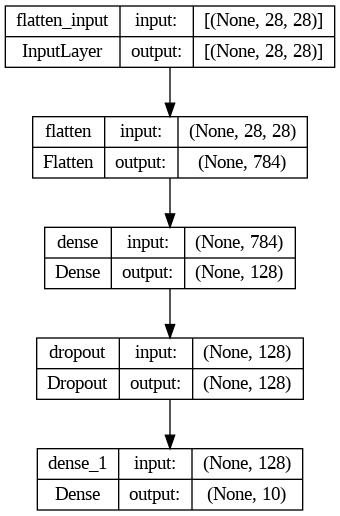 flatten_input input: [(None, 28, 28)]
InputLayer output: [(None, 28, 28)]
flatten input: (None, 28, 28)
Flatten output: (None, 784)
dense input: (None, 784)
Dense output: (None, 128)
dropout input: (None, 128)
Dropout output: (None, 128)
dense_1 input: (None, 128)
Dense output: (None, 10)